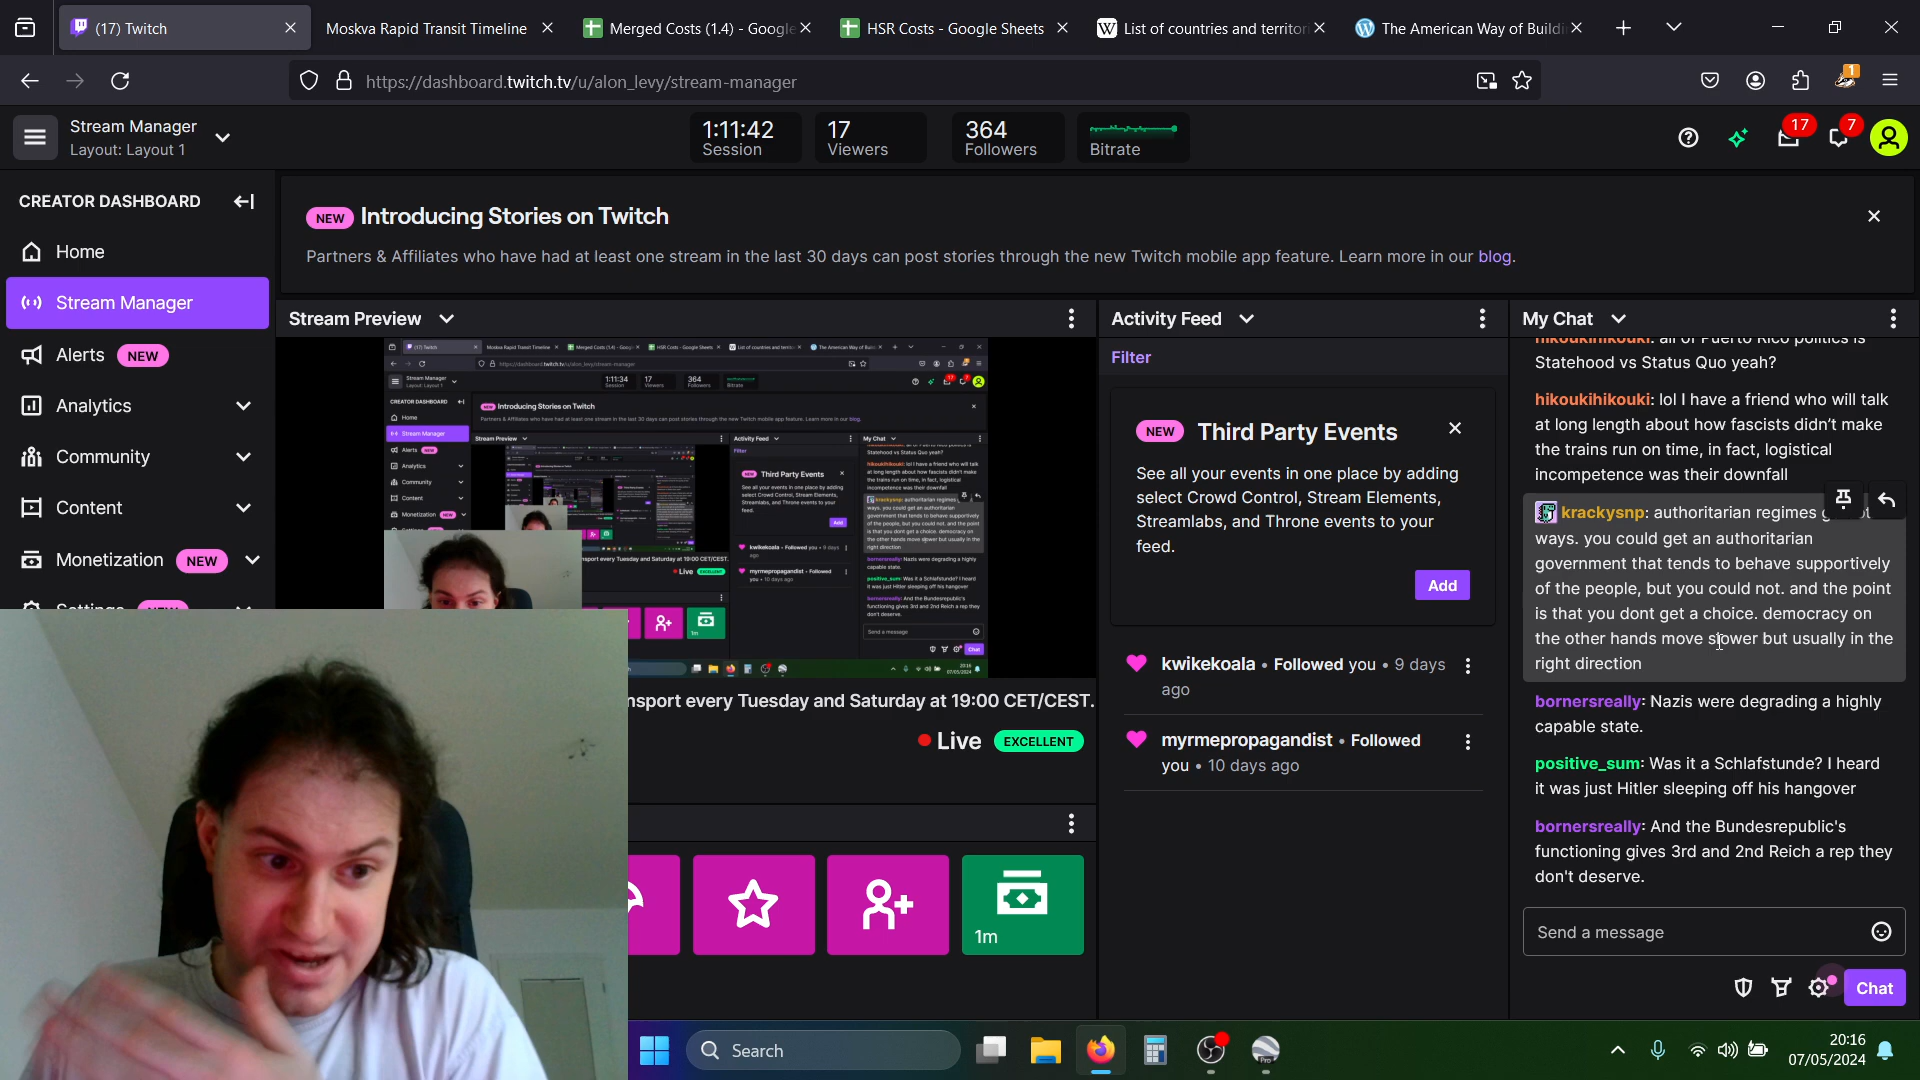 (17) Twitch
Moskva Rapid Transit Timeline
Merged Costs (1.4) - Google
HSR Costs - Google Sheets
List of countries and territori
The American Way of Buildi
https://dashboard.twitch.tv/u/alon_levy/stream-manager
1
Stream Manager
Layout: Layout 1
1:11:42
Session
17
Viewers
364
Followers
Bitrate
17
7
CREATOR DASHBOARD
Home
Stream Manager
Alerts NEW
Analytics
Community
Content
Monetization NEW
NEW Introducing Stories on Twitch
Partners & Affiliates who have had at least one stream in the last 30 days can post stories through the new Twitch mobile app feature. Learn more in our blog.
Stream Preview
nsport every Tuesday and Saturday at 19:00 CET/CEST.
Live EXCELLENT
1m
Activity Feed
Filter
NEW Third Party Events
See all your events in one place by adding
select Crowd Control, Stream Elements,
Streamlabs, and Throne events to your
feed.
Add
kwikekoala • Followed you • 9 days
ago
myrmepropagandist • Followed
you • 10 days ago
My Chat
hikoukihikouki: all of Puerto Rico politics is
Statehood vs Status Quo yeah?
hikoukihikouki: lol I have a friend who will talk
at long length about how fascists didn't make
the trains run on time, in fact, logistical
incompetence was their downfall
krackysnp: authoritarian regimes
ways. you could get an authoritarian
government that tends to behave supportively
of the people, but you could not. and the point
is that you dont get a choice. democracy on
the other hands move slower but usually in the
right direction
bornersreally: Nazis were degrading a highly
capable state.
positive_sum: Was it a Schlafstunde? I heard
it was just Hitler sleeping off his hangover
bornersreally: And the Bundesrepublic's
functioning gives 3rd and 2nd Reich a rep they
don't deserve.
Send a message
Chat
Search
20:16
07/05/2024